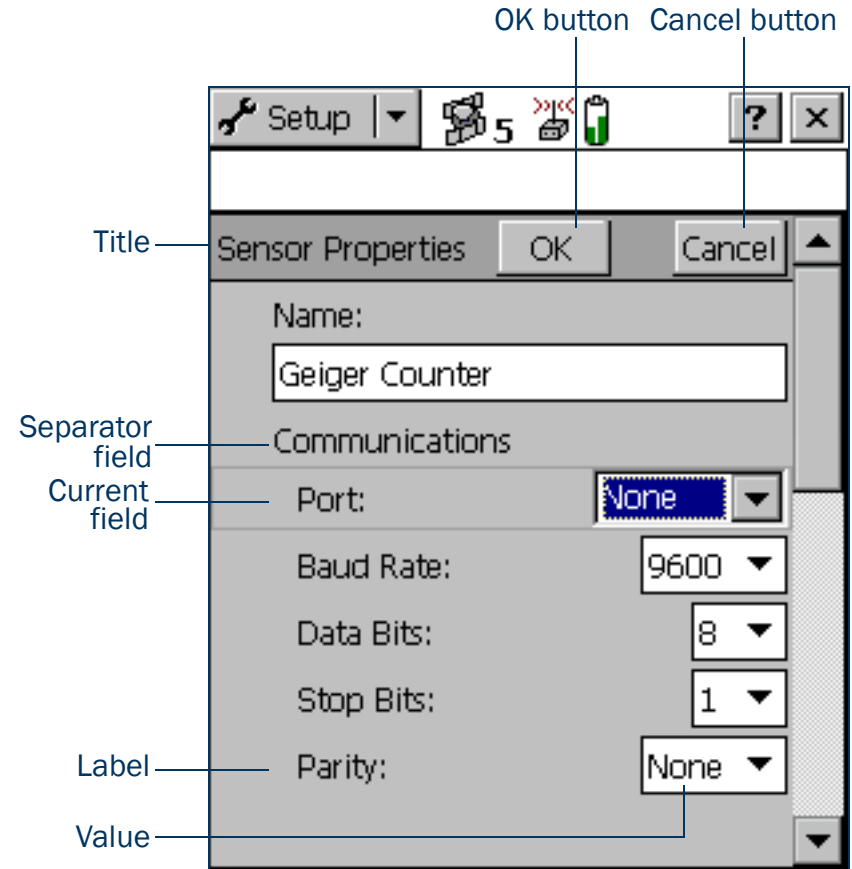 OK button Cancel button
Setup 5 ? ×
Title
Sensor Properties OK Cancel
Name:
Geiger Counter
Separator
field
Communications
Current
field
Port: None
Baud Rate: 9600
Data Bits: 8
Stop Bits: 1
Label
Parity: None
Value